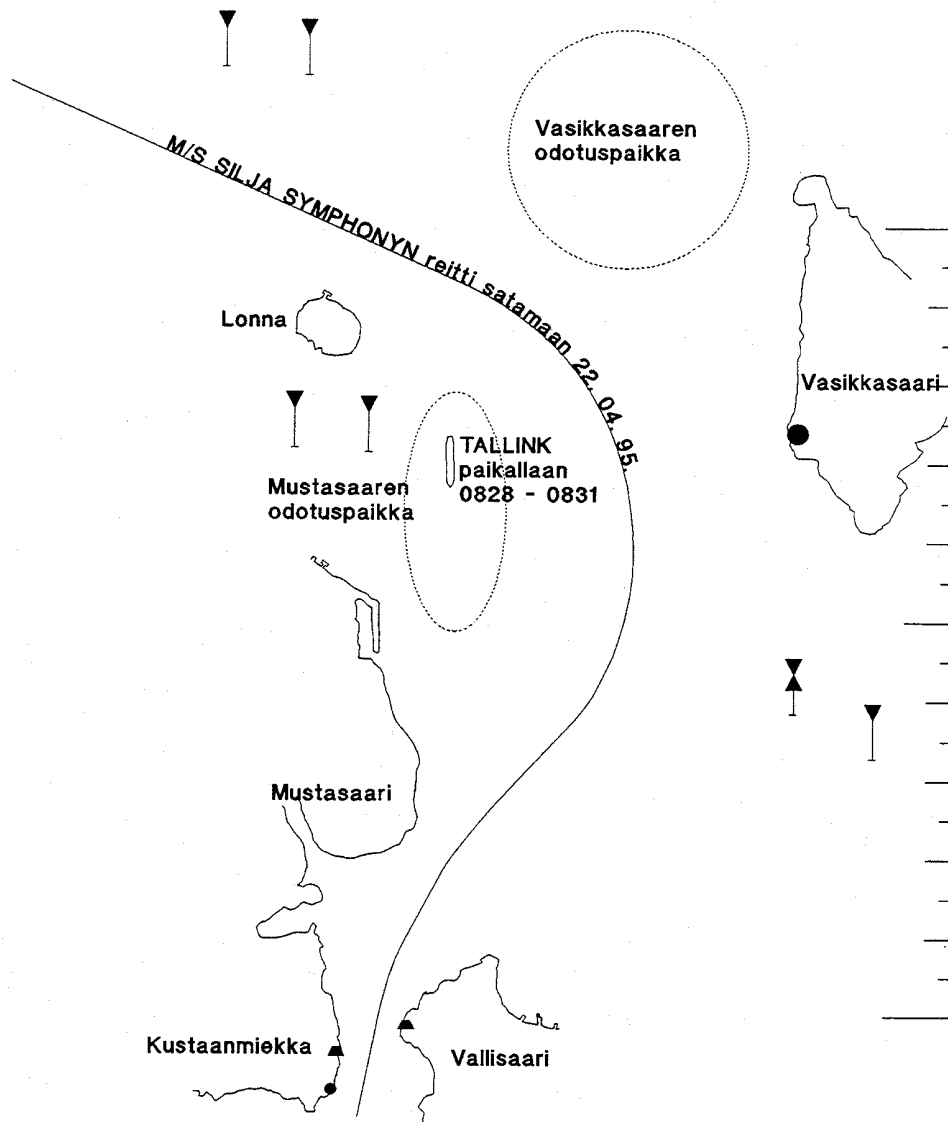 Vasikkasaaren
odotuspaikka
M/S SILJA SYMPHONYN reitti satamaan 22. 04. 95.
Lonna
Vasikkasaari
TALLINK
paikallaan
0828 - 0831
Mustasaaren
odotuspaikka
Mustasaari
Kustaanmiekka
Vallisaari